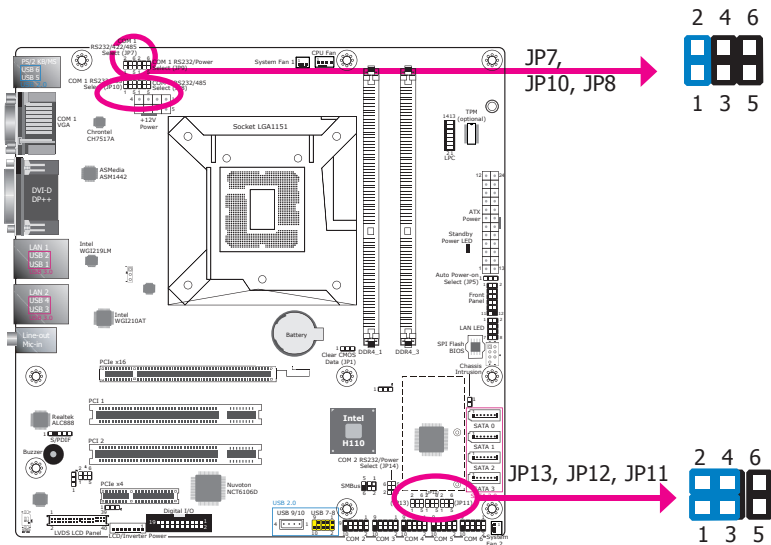 COM 1
RS232/422/485
Select (JP7)
COM 1 RS232/Power
Select (JP9)
COM 1 RS232
Select (JP10)
RS232/485
Select (JP8)
+12V
Power
System Fan 1
CPU Fan
JP7,
JP10, JP8
2 4 6
1 3 5
PS/2 KB/MS
USB 6
USB 5
COM 1
VGA
Chrontel
CH7517A
Socket LGA1151
TPM
(optional)
LPC
ASMedia
ASM1442
DVI-D
DP++
ATX
Power
Standby
Power LED
LAN 1
USB 2
USB 1
Intel
WGI219LM
Auto Power-on
Select (JP5)
Front
Panel
LAN 2
USB 4
USB 3
Intel
WGI210AT
LAN LED
Battery
SPI Flash
BIOS
Line-out
Mic-in
Clear CMOS
Data (JP1)
DDR4_1
DDR4_3
Chassis
Intrusion
PCIe x16
PCI 1
Realtek
ALC888
S/PDIF
Intel
H110
SATA 0
SATA 1
SATA 2
SATA 3
Buzzer
PCI 2
COM 2 RS232/Power
Select (JP14)
JP13, JP12, JP11
2 4 6
1 3 5
PCIe x4
Nuvoton
NCT6106D
SMBus
(JP11)
USB 2.0
USB 9/10
USB 7-8
Digital I/O
LVDS LCD Panel
LCD/Inverter Power
COM 2
COM 3
COM 4
COM 5
COM 6
System
Fan 2